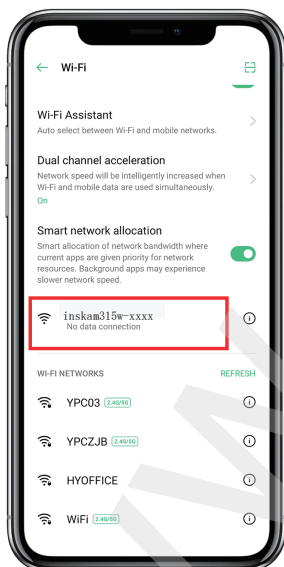 Wi-Fi
Wi-Fi Assistant
Auto select between Wi-Fi and mobile networks.
Dual channel acceleration
Network speed will be intelligently increased when
Wi-Fi and mobile data are used simultaneously.
On
Smart network allocation
Smart allocation of network bandwidth where
current apps are given priority for network
resources. Background apps may experience
slower network speed.
inskam315w-xxxx
No data connection
WI-FI NETWORKS REFRESH
YPC03 2.4G/5G
YPCZJB 2.4G/5G
HYOFFICE
WiFi 2.4G/5G